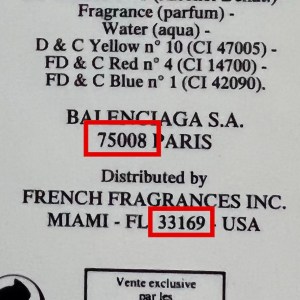 Fragrance (parfum) -
Water (aqua) -
D & C Yellow n° 10 (CI 47005) -
FD & C Red n° 4 (CI 14700) -
FD & C Blue n° 1 (CI 42090).
BALENCIAGA S.A.
75008 PARIS
Distributed by
FRENCH FRAGRANCES INC.
MIAMI - FL 33169 - USA
Vente exclusive
par les